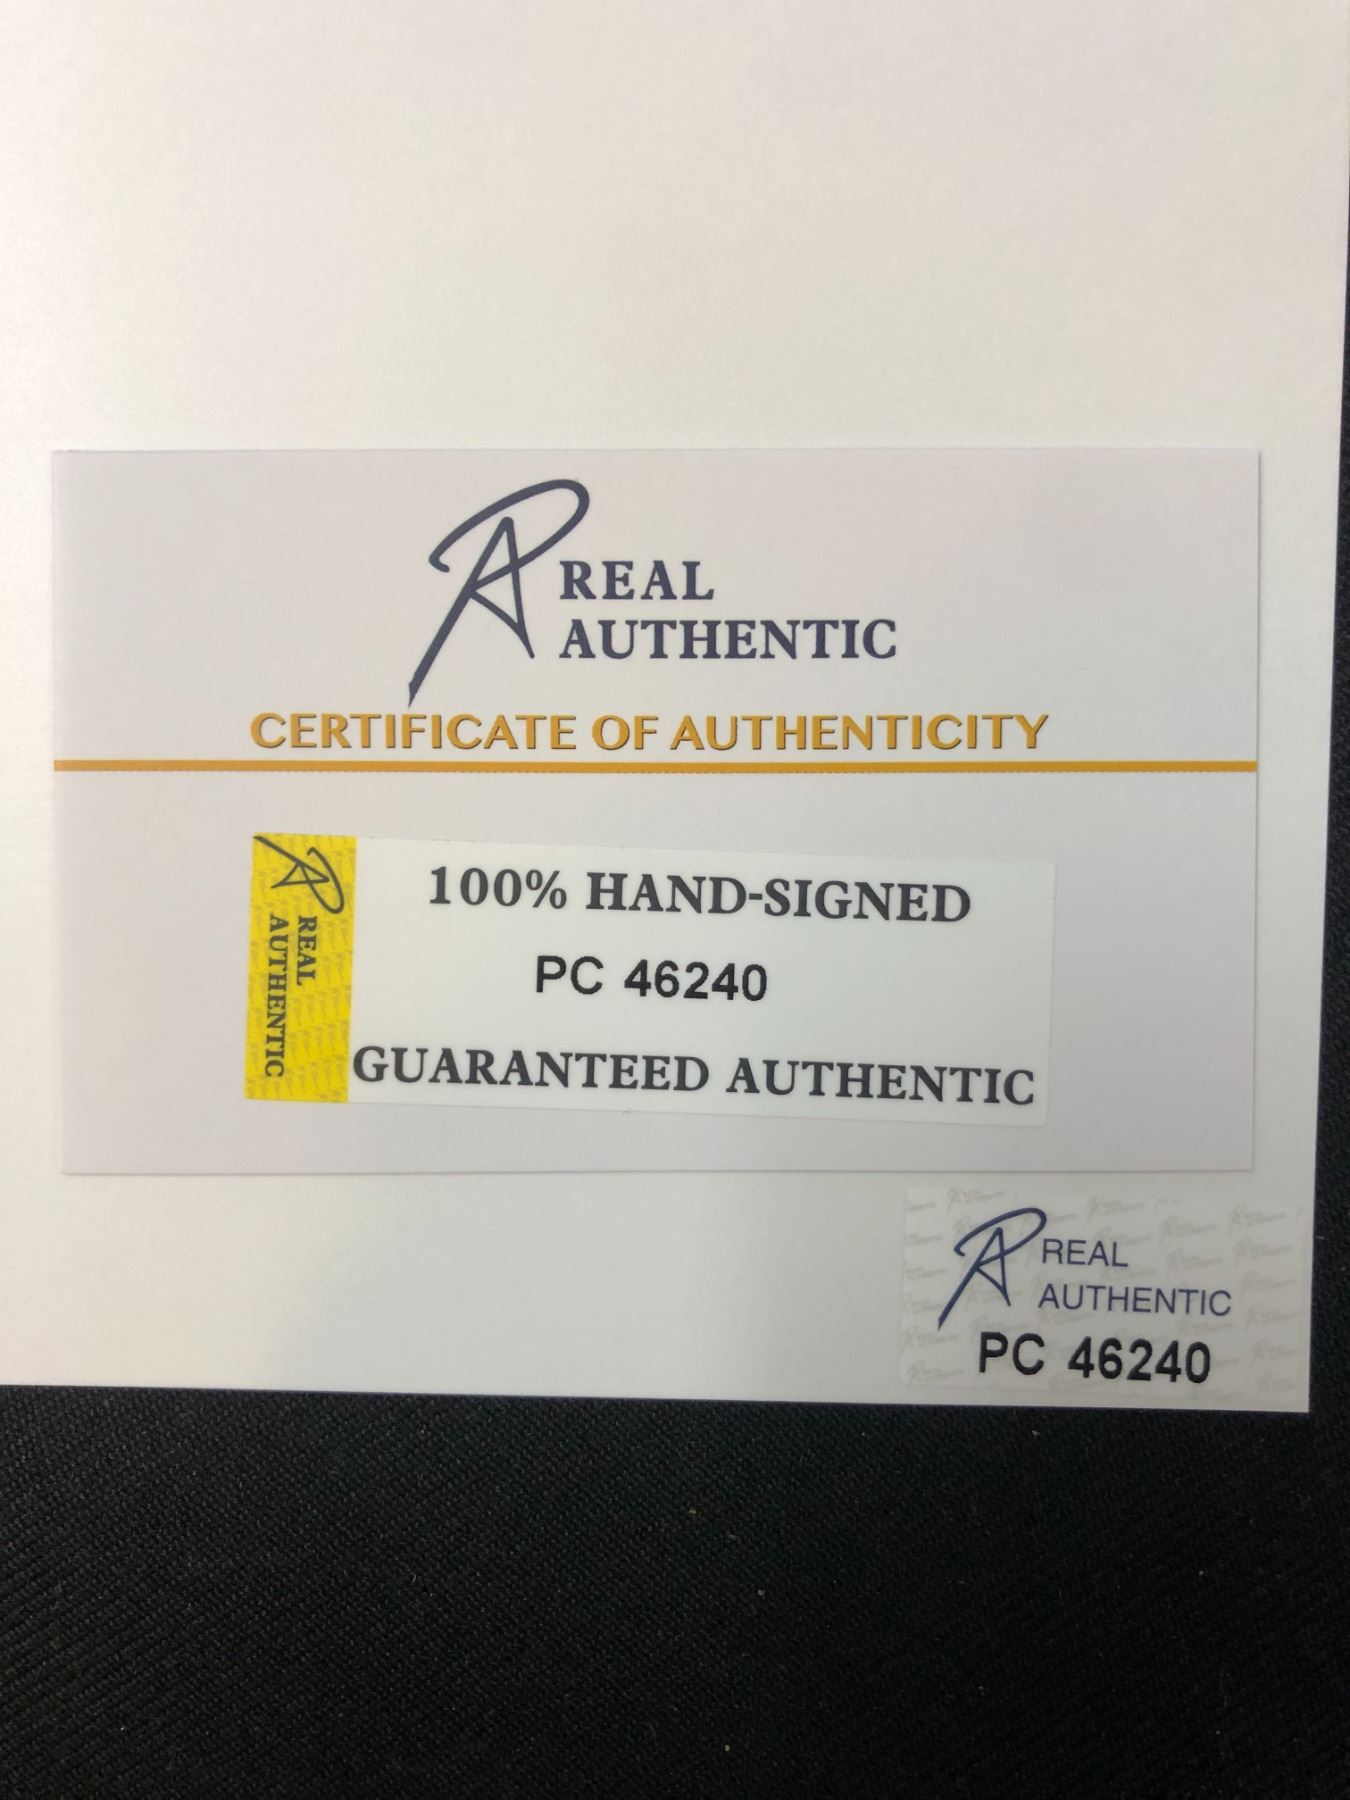 REAL
AUTHENTIC
CERTIFICATE OF AUTHENTICITY
REAL
AUTHENTIC
100% HAND-SIGNED
PC 46240
GUARANTEED AUTHENTIC
REAL
AUTHENTIC
PC 46240